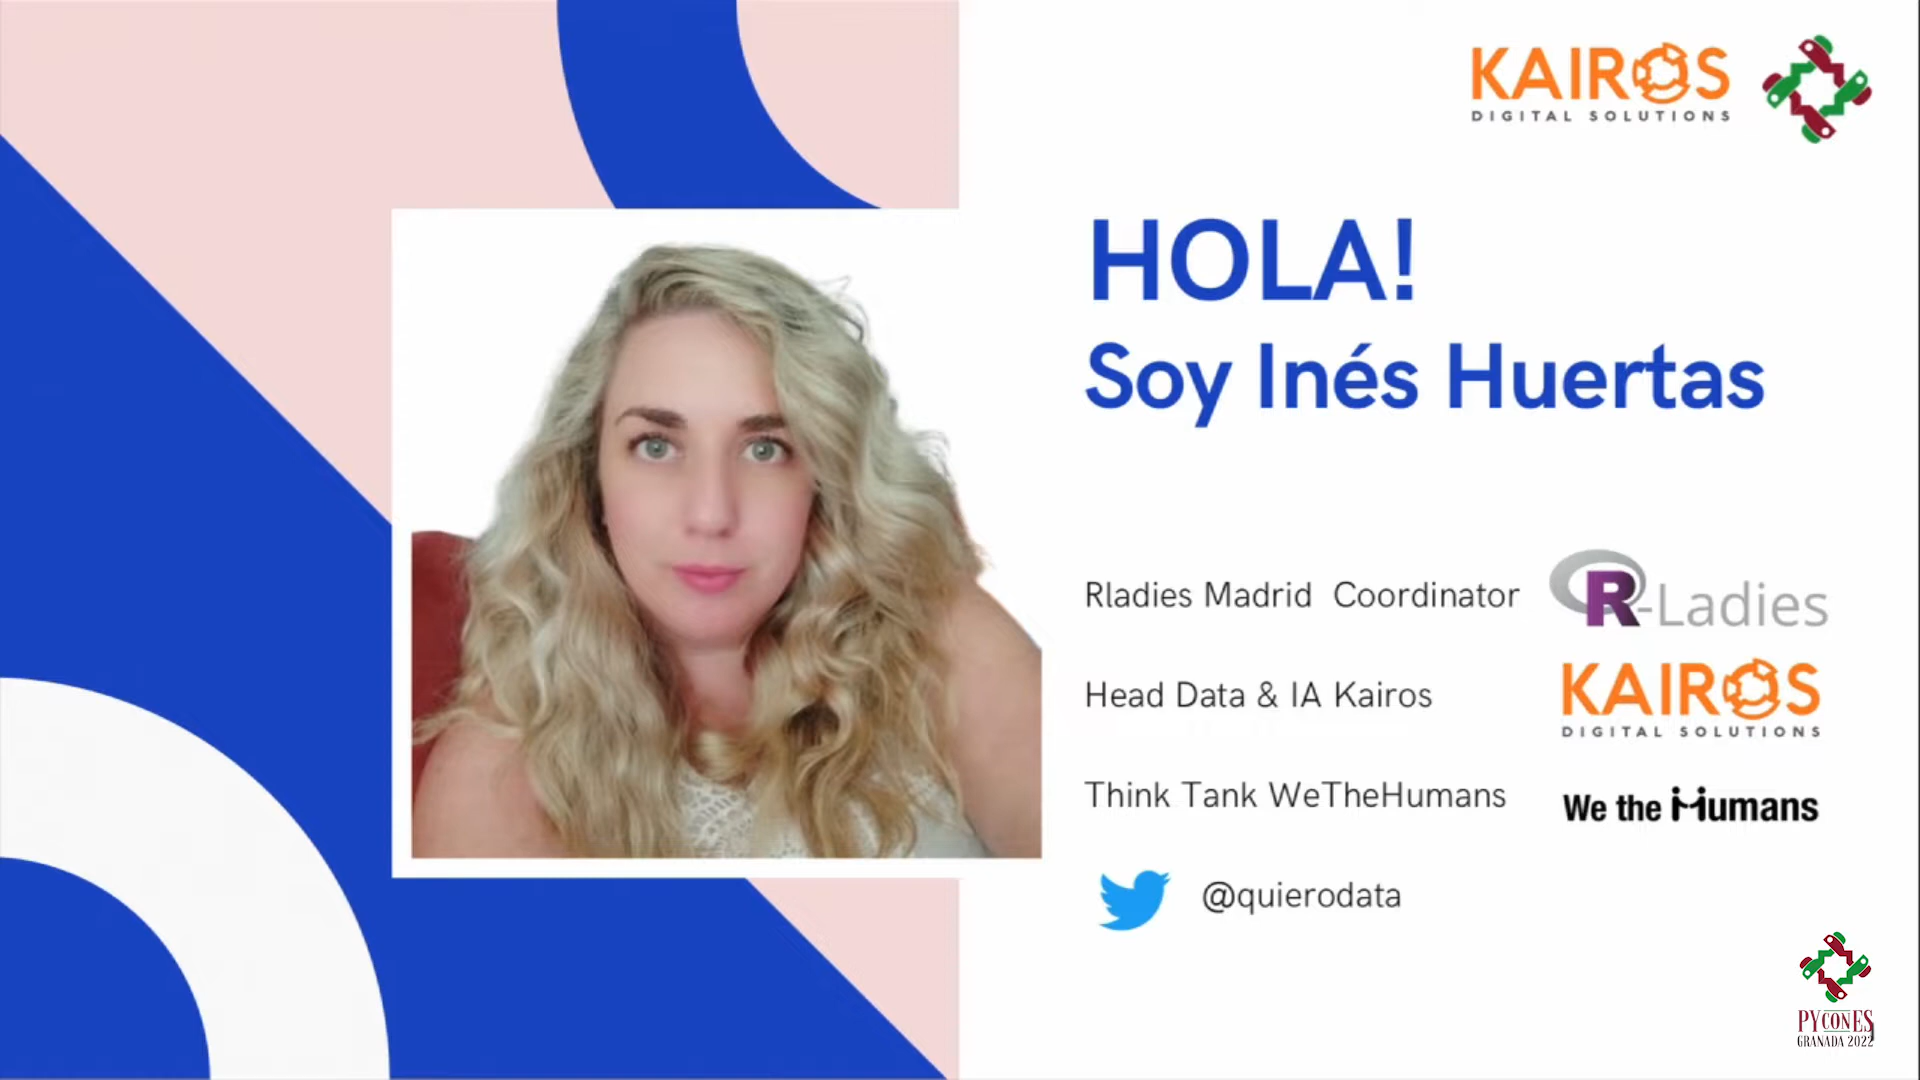 KAIROS
DIGITAL SOLUTIONS
HOLA!
Soy Inés Huertas
Rladies Madrid Coordinator
R-Ladies
Head Data & IA Kairos
KAIROS
DIGITAL SOLUTIONS
Think Tank WeTheHumans
We the Humans
@quierodata
PYCONES
GRANADA 2022